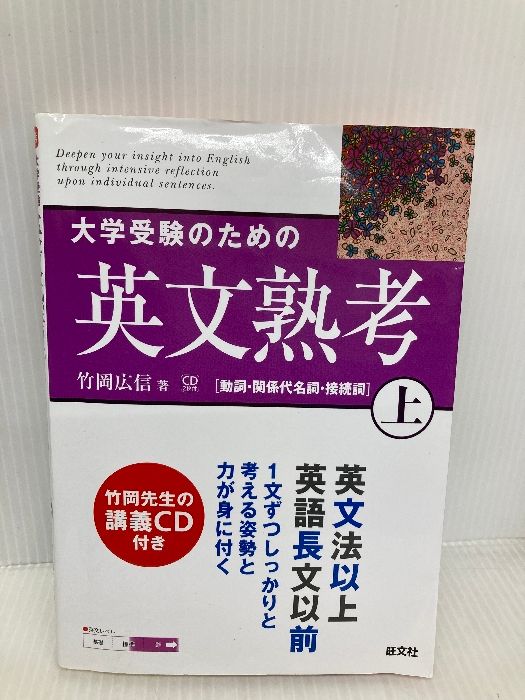 Deepen your insight into English
through intensive reflection
upon individual sentences.
大学受験のための
英文熟考
竹岡広信 著
CD
[動詞・関係代名詞・接続詞]
上
英文法以上
英語長文以前
1文ずつしっかりと
考える姿勢と
力が身に付く
竹岡先生の
講義CD
付き
旺文社